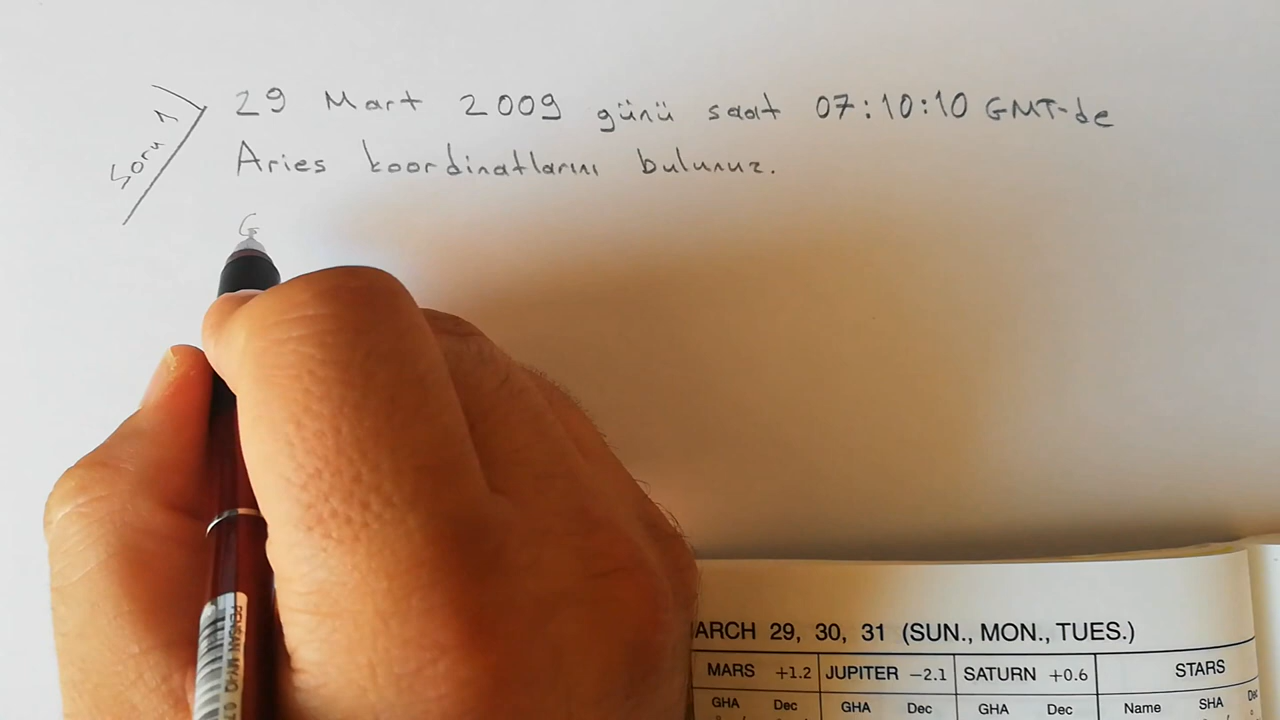 Soru 1
29 Mart 2009 günü saat 07:10:10 GMT-de
Aries koordinatlarını bulunuz.
G
ARCH 29, 30, 31 (SUN., MON., TUES.)
MARS +1.2 JUPITER −2.1 SATURN +0.6 STARS
GHA Dec GHA Dec GHA Dec Name SHA Dec